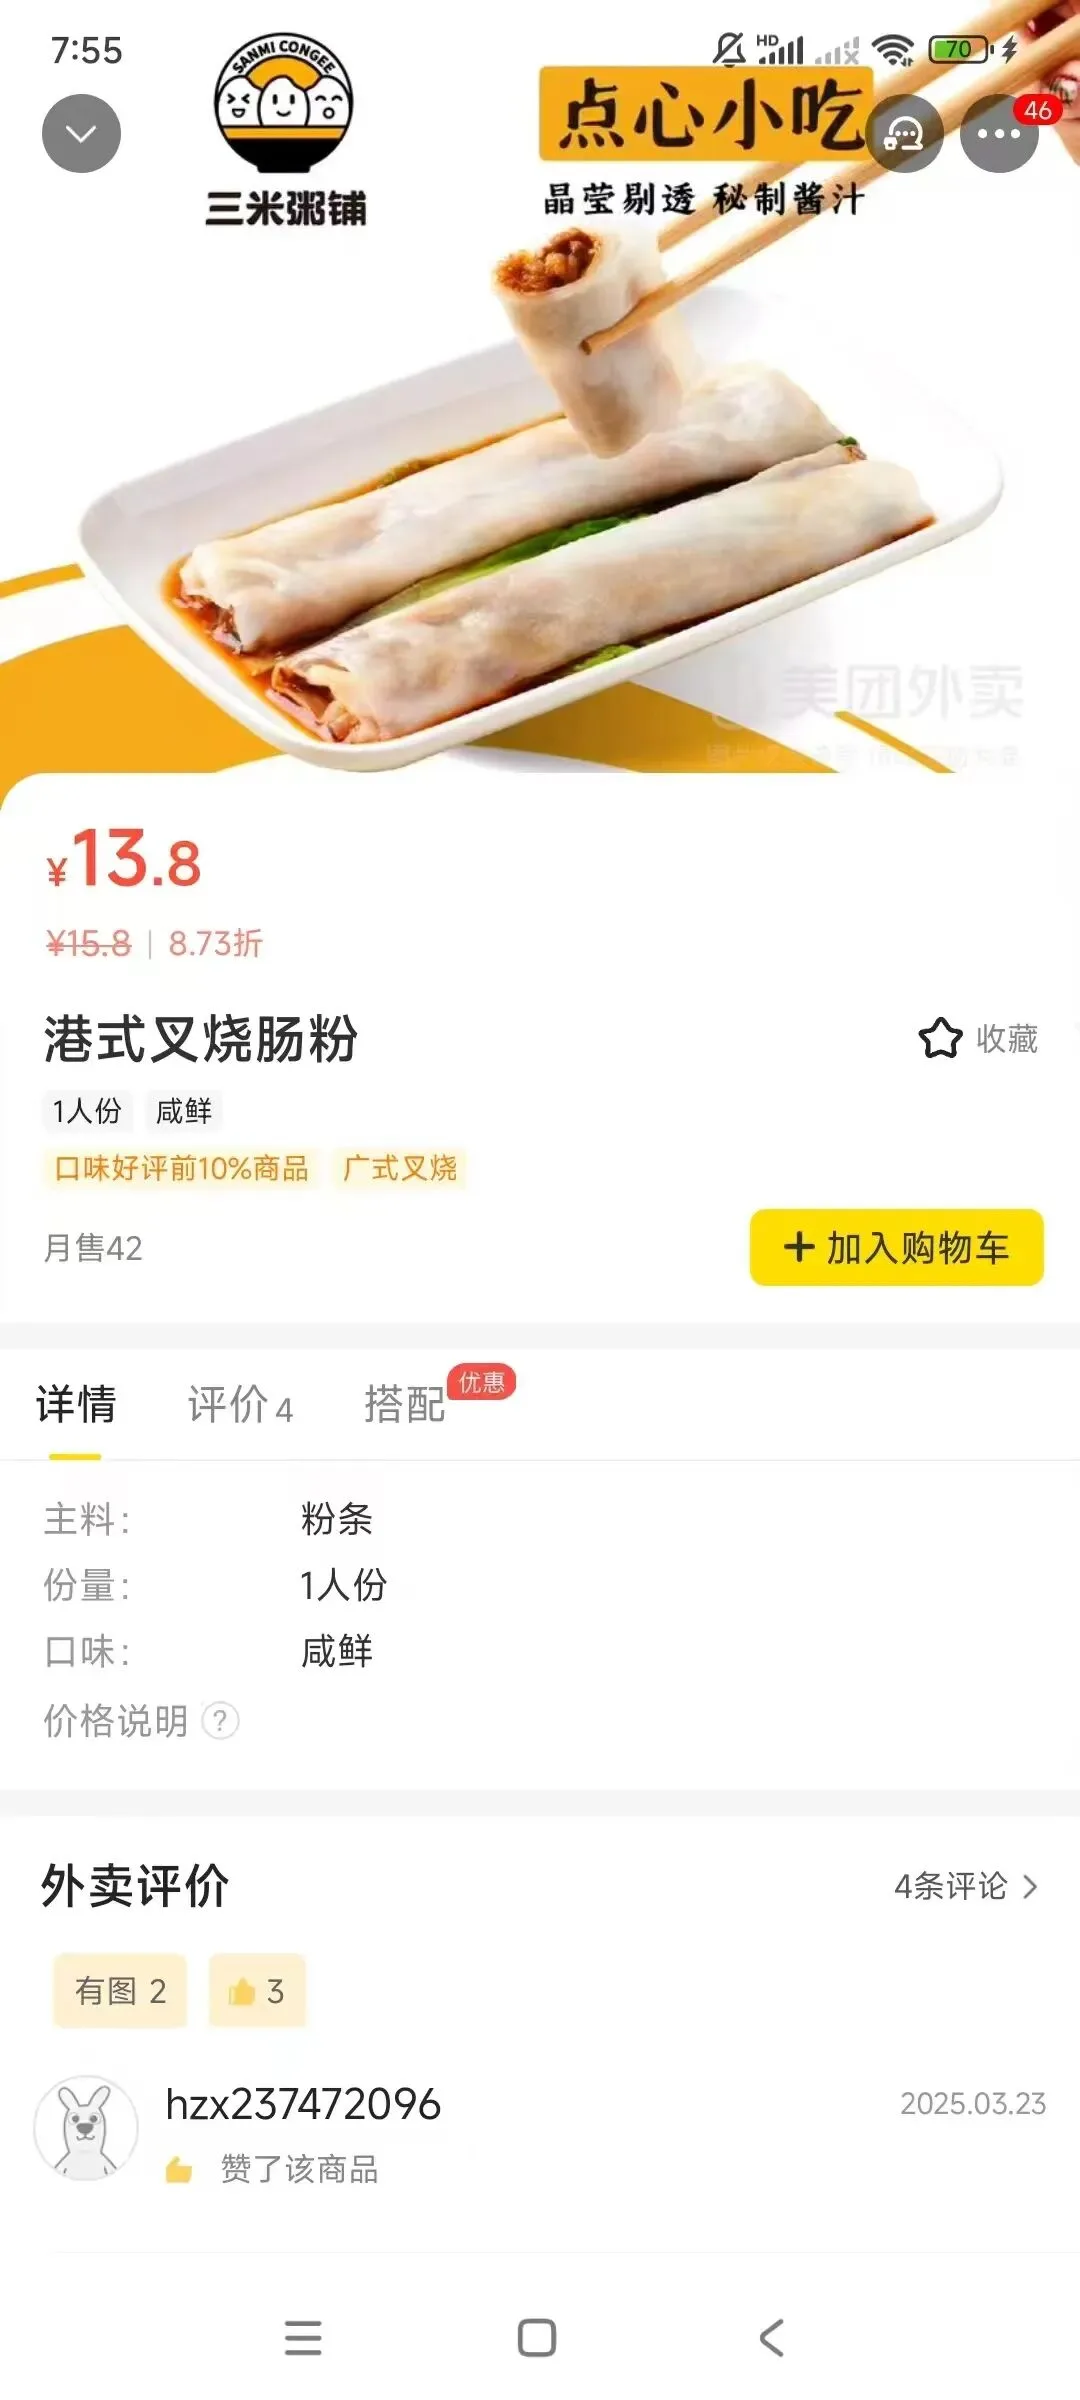 7:55
HD
70
SANMI CONGEE
三米粥铺
点心小吃
46
晶莹剔透 秘制酱汁
美团外卖
¥13.8
¥15.8 | 8.73折
港式叉烧肠粉
收藏
1人份 咸鲜
口味好评前10%商品 广式叉烧
月售42
+ 加入购物车
详情 评价4 搭配 优惠
主料: 粉条
份量: 1人份
口味: 咸鲜
价格说明 ?
外卖评价
4条评论 >
有图 2 3
hzx237472096
2025.03.23
赞了该商品